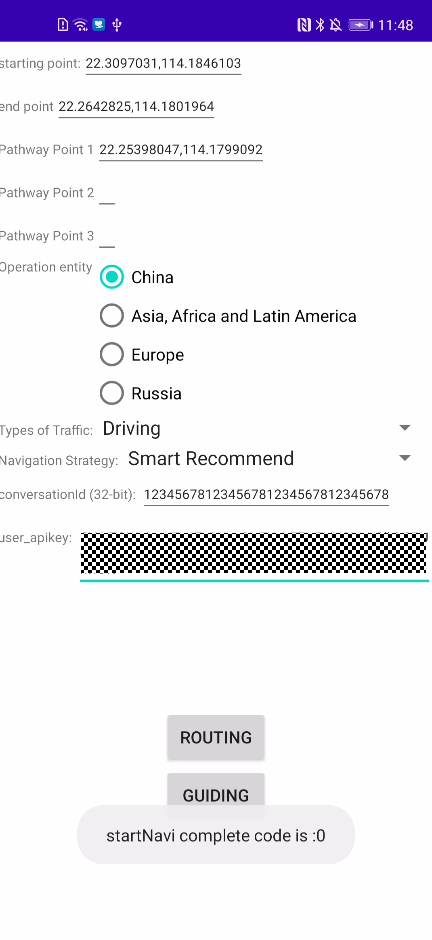 11:48
starting point: 22.3097031,114.1846103
end point 22.2642825,114.1801964
Pathway Point 1 22.25398047,114.1799092
Pathway Point 2
Pathway Point 3
Operation entity
China
Asia, Africa and Latin America
Europe
Russia
Types of Traffic: Driving
Navigation Strategy: Smart Recommend
conversationId (32-bit): 12345678123456781234567812345678
user_apikey:
ROUTING
GUIDING
startNavi complete code is :0